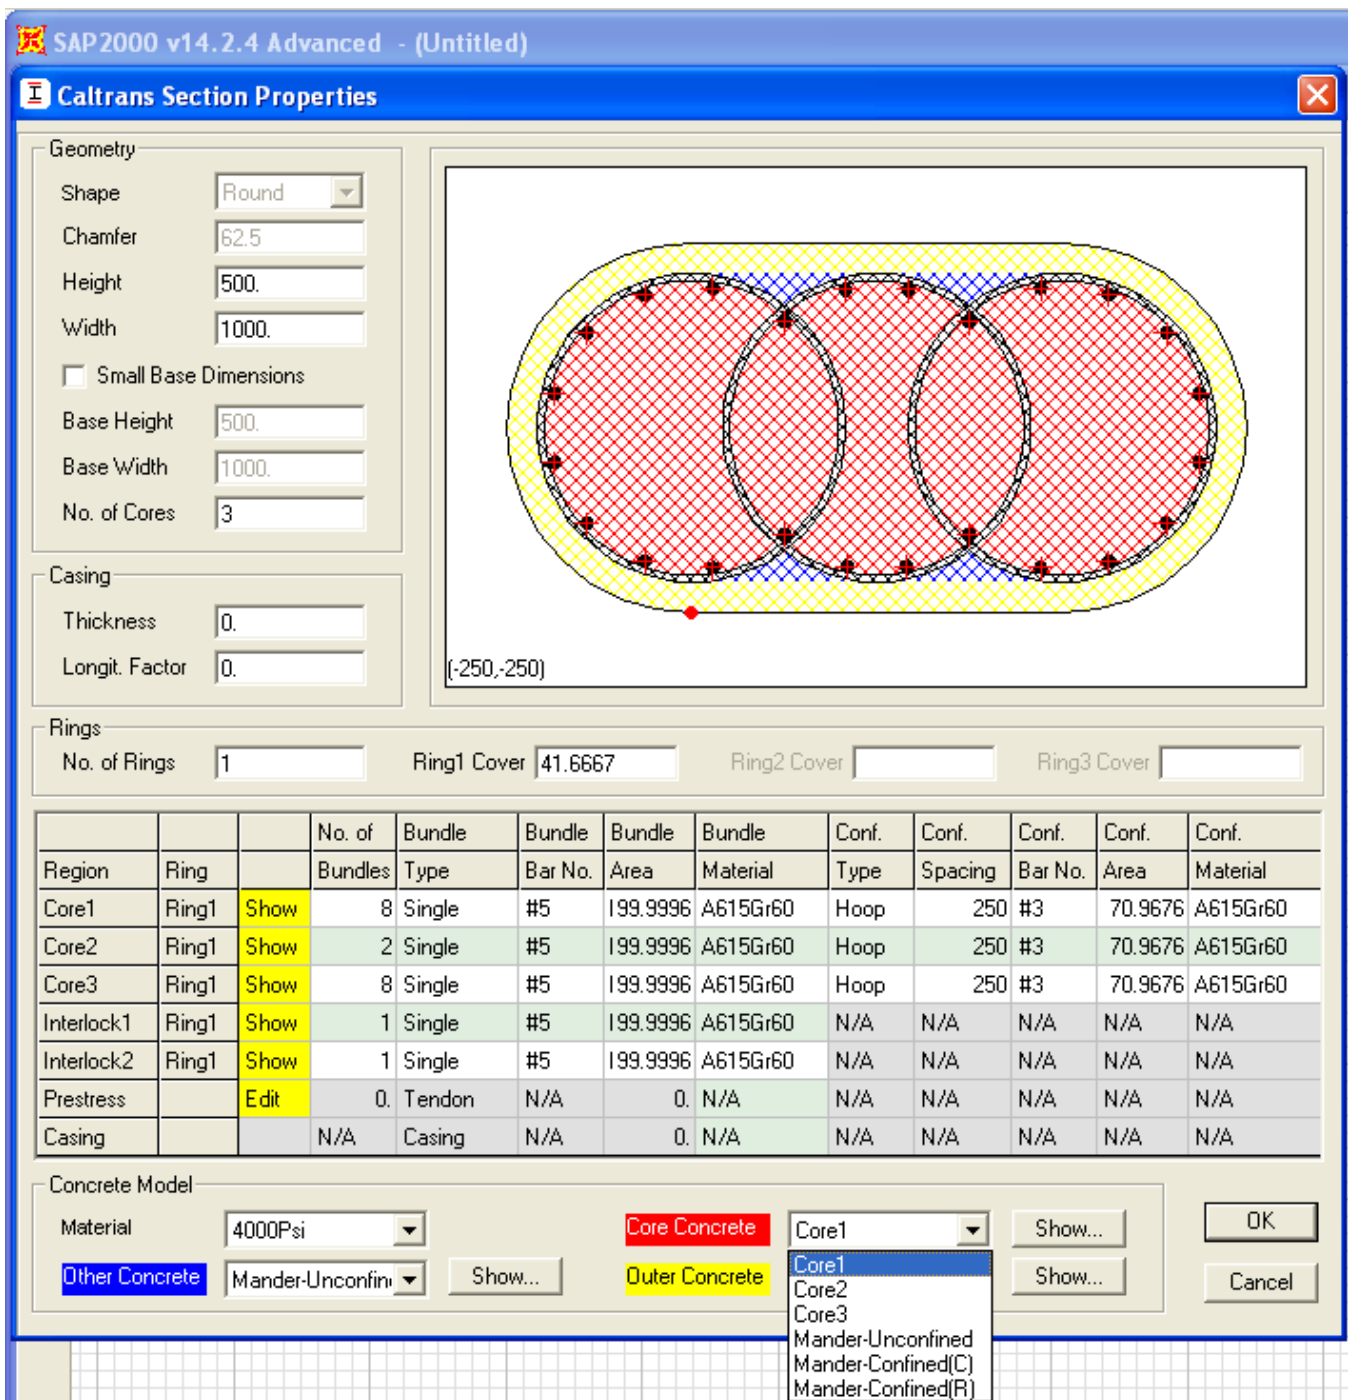 SAP2000 v14.2.4 Advanced - (Untitled)
Caltrans Section Properties
Geometry
Shape Round
Chamfer 62.5
Height 500.
Width 1000.
Small Base Dimensions
Base Height 500.
Base Width 1000.
No. of Cores 3
Casing
Thickness 0.
Longit. Factor 0.
(-250,-250)
Rings
No. of Rings 1 Ring1 Cover 41.6667 Ring2 Cover Ring3 Cover
No. of Bundle Bundle Bundle Bundle Conf. Conf. Conf. Conf. Conf.
Region Ring Bundles Type Bar No. Area Material Type Spacing Bar No. Area Material
Core1 Ring1 Show 8 Single #5 199.9996 A615Gr60 Hoop 250 #3 70.9676 A615Gr60
Core2 Ring1 Show 2 Single #5 199.9996 A615Gr60 Hoop 250 #3 70.9676 A615Gr60
Core3 Ring1 Show 8 Single #5 199.9996 A615Gr60 Hoop 250 #3 70.9676 A615Gr60
Interlock1 Ring1 Show 1 Single #5 199.9996 A615Gr60 N/A N/A N/A N/A N/A
Interlock2 Ring1 Show 1 Single #5 199.9996 A615Gr60 N/A N/A N/A N/A N/A
Prestress Edit 0. Tendon N/A 0. N/A N/A N/A N/A N/A N/A
Casing N/A Casing N/A 0. N/A N/A N/A N/A N/A N/A
Concrete Model
Material 4000Psi Core Concrete Core1 Show... OK
Other Concrete Mander-Unconfin Show... Outer Concrete Show... Cancel
Core1
Core2
Core3
Mander-Unconfined
Mander-Confined(C)
Mander-Confined(R)